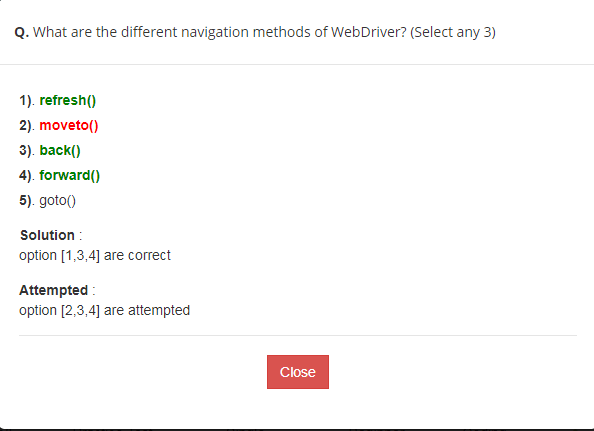 Q. What are the different navigation methods of WebDriver? (Select any 3)
1). refresh()
2). moveto()
3). back()
4). forward()
5). goto()
Solution :
option [1,3,4] are correct
Attempted :
option [2,3,4] are attempted
Close